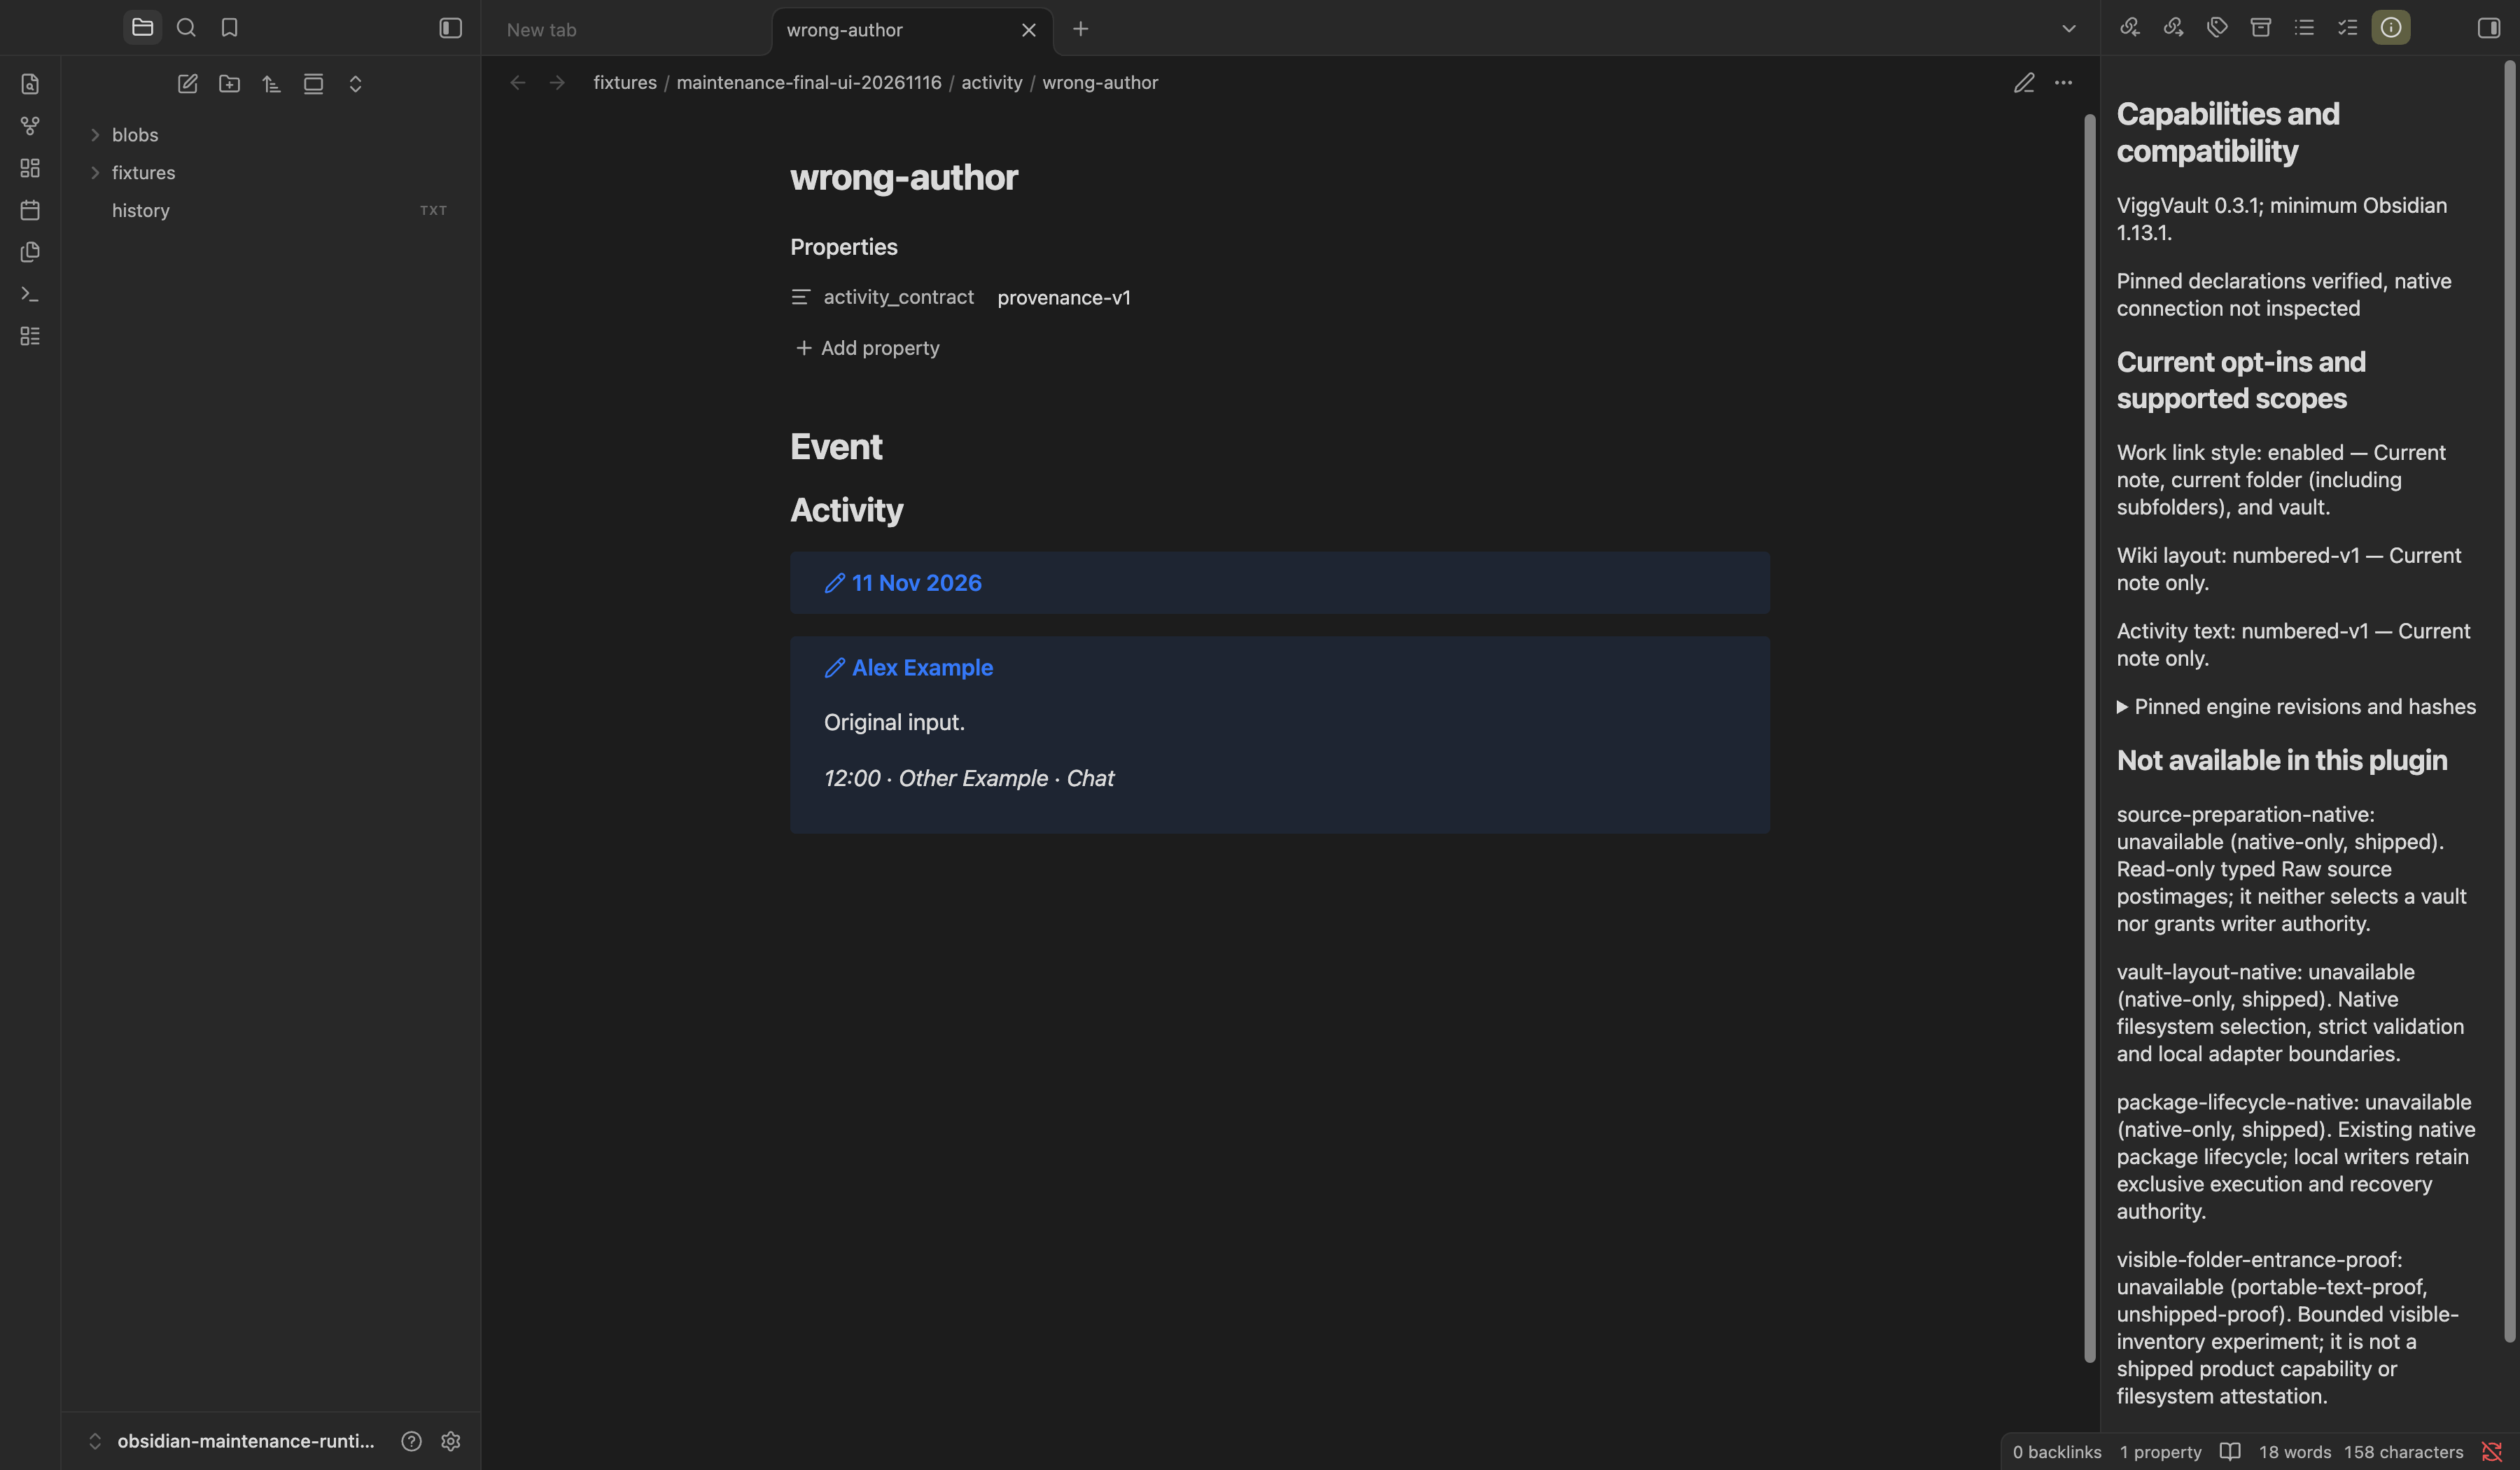 New tab
wrong-author
fixtures / maintenance-final-ui-20261116 / activity / wrong-author
blobs
fixtures
history TXT
wrong-author
Properties
activity_contract provenance-v1
Add property
Event
Activity
11 Nov 2026
Alex Example
Original input.
12:00 · Other Example · Chat
Capabilities and
compatibility
ViggVault 0.3.1; minimum Obsidian
1.13.1.
Pinned declarations verified, native
connection not inspected
Current opt-ins and
supported scopes
Work link style: enabled — Current
note, current folder (including
subfolders), and vault.
Wiki layout: numbered-v1 — Current
note only.
Activity text: numbered-v1 — Current
note only.
Pinned engine revisions and hashes
Not available in this plugin
source-preparation-native:
unavailable (native-only, shipped).
Read-only typed Raw source
postimages; it neither selects a vault
nor grants writer authority.
vault-layout-native: unavailable
(native-only, shipped). Native
filesystem selection, strict validation
and local adapter boundaries.
package-lifecycle-native: unavailable
(native-only, shipped). Existing native
package lifecycle; local writers retain
exclusive execution and recovery
authority.
visible-folder-entrance-proof:
unavailable (portable-text-proof,
unshipped-proof). Bounded visible-
inventory experiment; it is not a
shipped product capability or
filesystem attestation.
obsidian-maintenance-runti...
0 backlinks 1 property 18 words 158 characters